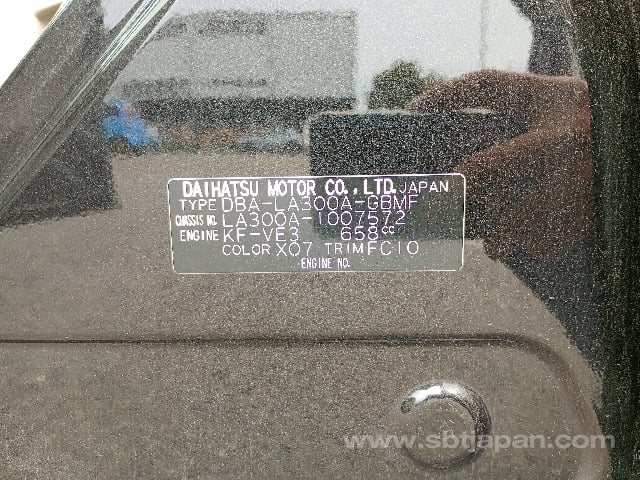 DAIHATSU MOTOR CO., LTD. JAPAN
TYPE DBA-LA300A-GBMF
CHASSIS NO. LA300A-1007572
ENGINE KF-VE3 658cc
COLOR X07 TRIM FC10
ENGINE NO.
www.sbtjapan.com